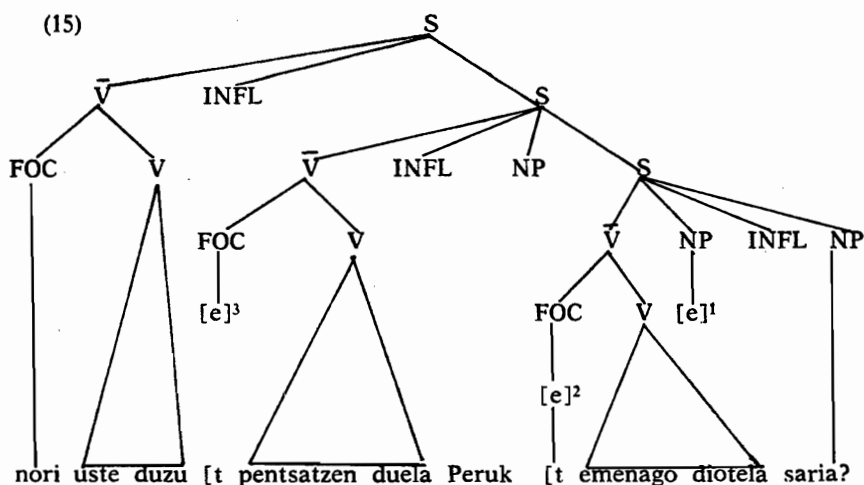 (15)
S
V̄ INFL S
FOC V V̄ INFL NP S
FOC V V̄ NP INFL NP
[e]³ FOC V [e]¹
[e]²
nori uste duzu [t pentsatzen duela Peruk [t emenago diotela saria?